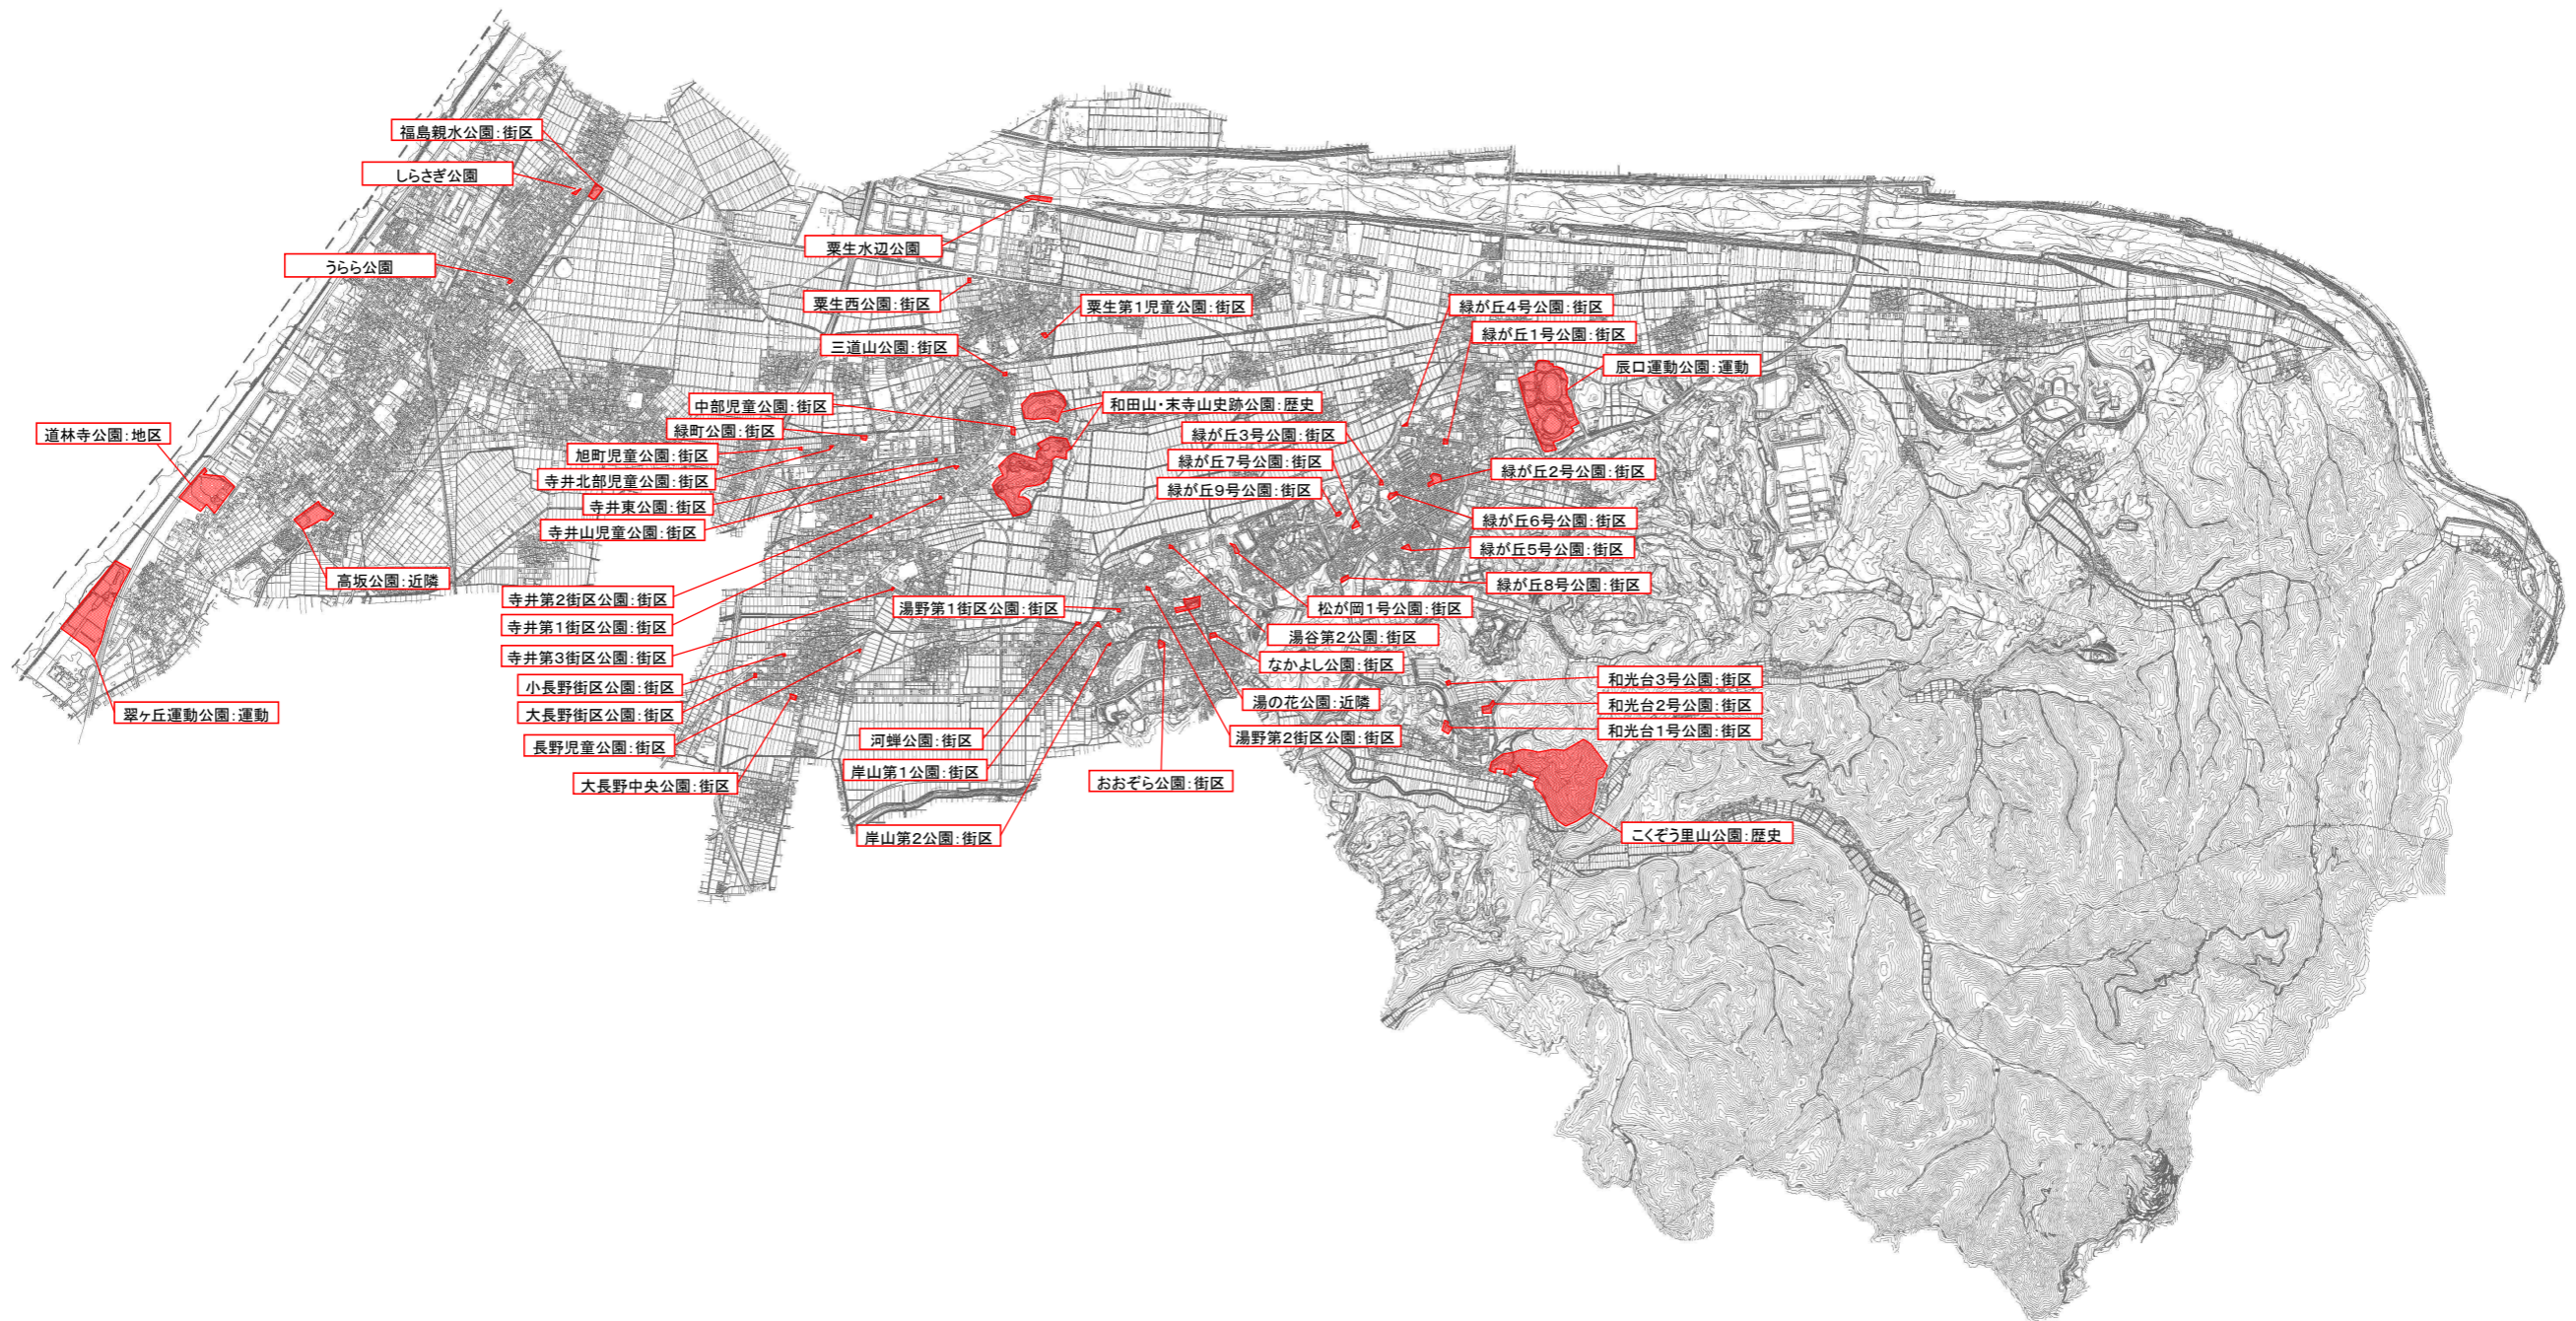 福島親水公園:街区
しらさぎ公園
うらら公園
粟生水辺公園
粟生西公園:街区
粟生第1児童公園:街区
三道山公園:街区
緑が丘4号公園:街区
緑が丘1号公園:街区
辰口運動公園:運動
中部児童公園:街区
和田山・末寺山史跡公園:歴史
緑町公園:街区
道林寺公園:地区
緑が丘3号公園:街区
旭町児童公園:街区
緑が丘7号公園:街区
緑が丘2号公園:街区
寺井北部児童公園:街区
緑が丘9号公園:街区
寺井東公園:街区
緑が丘6号公園:街区
寺井山児童公園:街区
緑が丘5号公園:街区
高坂公園:近隣
緑が丘8号公園:街区
寺井第2街区公園:街区
湯野第1街区公園:街区
松が岡1号公園:街区
寺井第1街区公園:街区
湯谷第2公園:街区
寺井第3街区公園:街区
なかよし公園:街区
小長野街区公園:街区
和光台3号公園:街区
翠ヶ丘運動公園:運動
大長野街区公園:街区
湯の花公園:近隣
和光台2号公園:街区
長野児童公園:街区
河蝉公園:街区
湯野第2街区公園:街区
和光台1号公園:街区
岸山第1公園:街区
大長野中央公園:街区
おおぞら公園:街区
岸山第2公園:街区
こくぞう里山公園:歴史